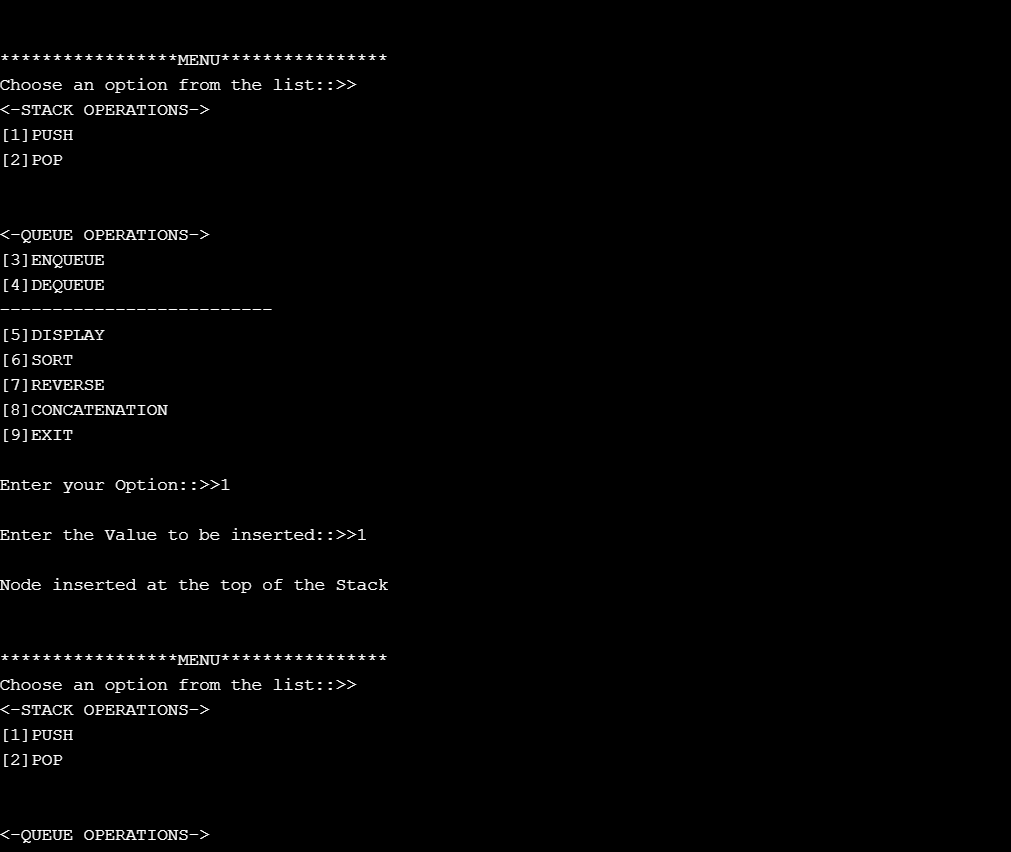 *****************MENU****************
Choose an option from the list::>>
<-STACK OPERATIONS->
[1]PUSH
[2]POP
<-QUEUE OPERATIONS->
[3]ENQUEUE
[4]DEQUEUE
--------------------------
[5]DISPLAY
[6]SORT
[7]REVERSE
[8]CONCATENATION
[9]EXIT
Enter your Option::>>1
Enter the Value to be inserted::>>1
Node inserted at the top of the Stack
*****************MENU****************
Choose an option from the list::>>
<-STACK OPERATIONS->
[1]PUSH
[2]POP
<-QUEUE OPERATIONS->